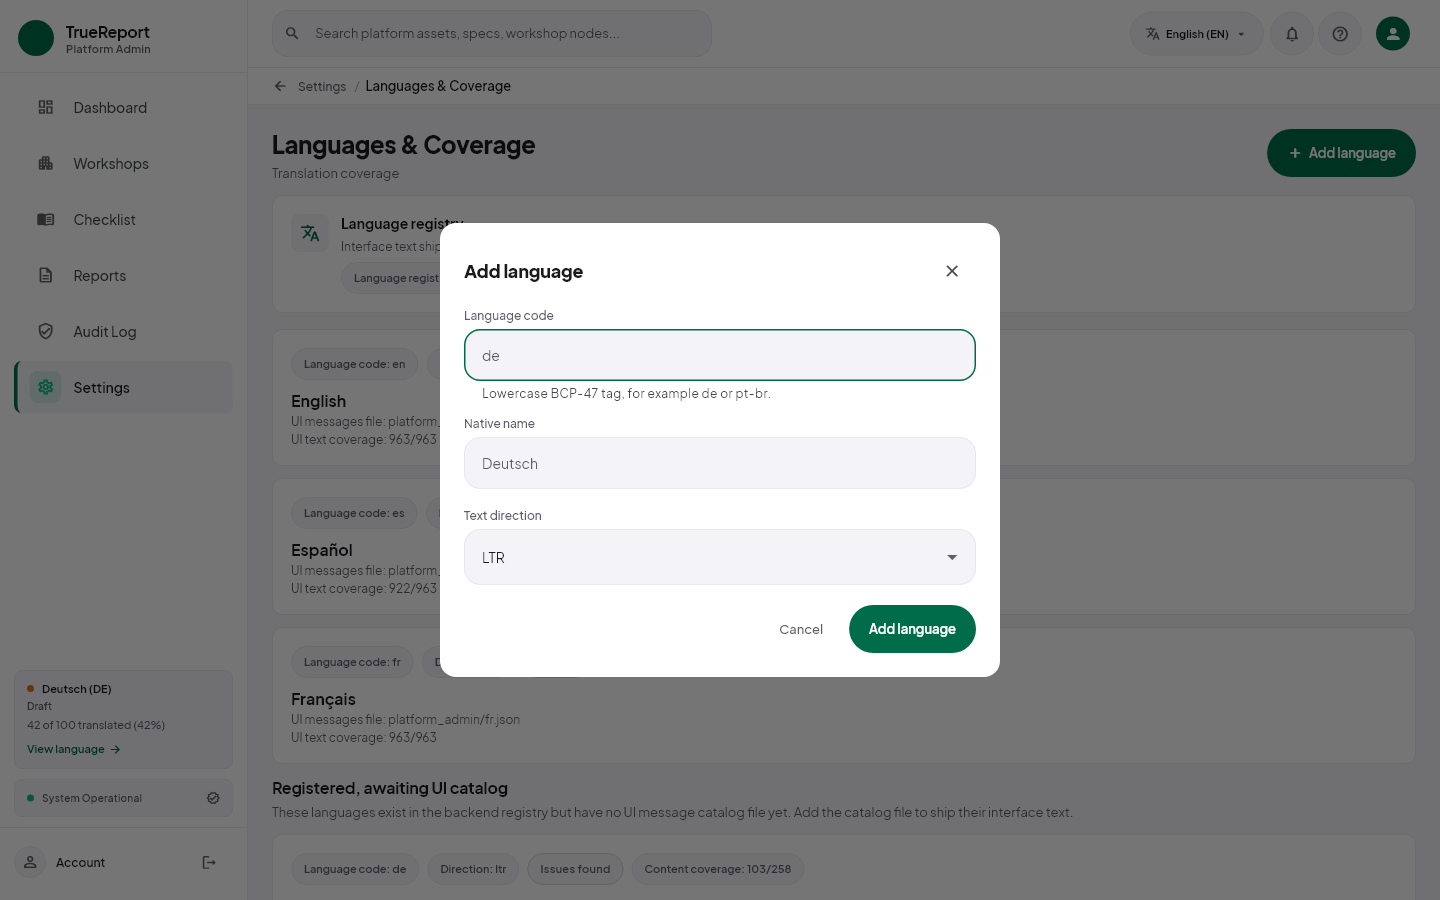 TrueReport
Platform Admin
Search platform assets, specs, workshop nodes...
English (EN)
Settings / Languages & Coverage
Dashboard
Workshops
Checklist
Reports
Audit Log
Settings
Deutsch (DE)
Draft
42 of 100 translated (42%)
View language →
System Operational
Account
Languages & Coverage
Translation coverage
+ Add language
Language registry
Interface text ship
Language regist
Language code: en
English
UI messages file: platform_
UI text coverage: 963/963
Language code: es
Español
UI messages file: platform_
UI text coverage: 922/963
Language code: fr
Français
UI messages file: platform_admin/fr.json
UI text coverage: 963/963
Registered, awaiting UI catalog
These languages exist in the backend registry but have no UI message catalog file yet. Add the catalog file to ship their interface text.
Language code: de
Direction: ltr
Issues found
Content coverage: 103/258
Add language
Language code
de
Lowercase BCP-47 tag, for example de or pt-br.
Native name
Deutsch
Text direction
LTR
Cancel
Add language